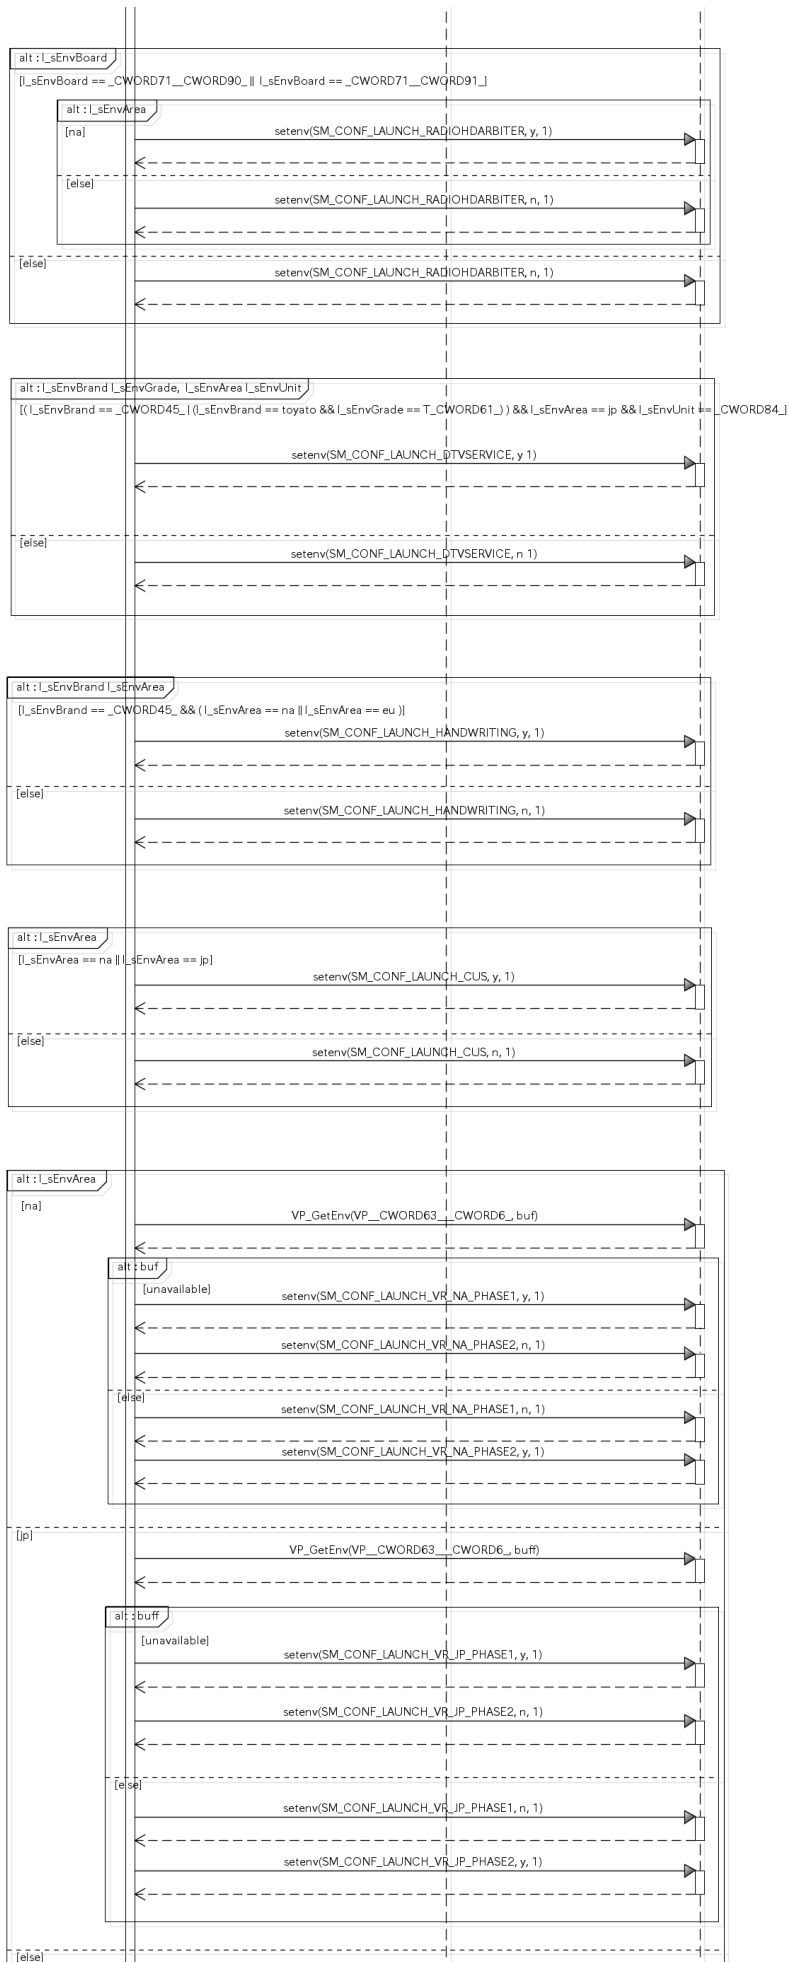 alt : l_sEnvBoard
[l_sEnvBoard == _CWORD71__CWORD90_ || l_sEnvBoard == _CWORD71__CWORD91_]
alt : l_sEnvArea
[na]
setenv(SM_CONF_LAUNCH_RADIOHDARBITER, y, 1)
[else]
setenv(SM_CONF_LAUNCH_RADIOHDARBITER, n, 1)
[else]
setenv(SM_CONF_LAUNCH_RADIOHDARBITER, n, 1)
alt : l_sEnvBrand l_sEnvGrade, l_sEnvArea l_sEnvUnit
[( l_sEnvBrand == _CWORD45_ | (l_sEnvBrand == toyato && l_sEnvGrade == T_CWORD61_) ) && l_sEnvArea == jp && l_sEnvUnit == _CWORD84_]
setenv(SM_CONF_LAUNCH_DTVSERVICE, y 1)
[else]
setenv(SM_CONF_LAUNCH_DTVSERVICE, n 1)
alt : l_sEnvBrand l_sEnvArea
[l_sEnvBrand == _CWORD45_ && ( l_sEnvArea == na || l_sEnvArea == eu )]
setenv(SM_CONF_LAUNCH_HANDWRITING, y, 1)
[else]
setenv(SM_CONF_LAUNCH_HANDWRITING, n, 1)
alt : l_sEnvArea
[l_sEnvArea == na || l_sEnvArea == jp]
setenv(SM_CONF_LAUNCH_CUS, y, 1)
[else]
setenv(SM_CONF_LAUNCH_CUS, n, 1)
alt : l_sEnvArea
[na]
VP_GetEnv(VP__CWORD63___CWORD6_, buf)
alt : buf
[unavailable]
setenv(SM_CONF_LAUNCH_VR_NA_PHASE1, y, 1)
setenv(SM_CONF_LAUNCH_VR_NA_PHASE2, n, 1)
[else]
setenv(SM_CONF_LAUNCH_VR_NA_PHASE1, n, 1)
setenv(SM_CONF_LAUNCH_VR_NA_PHASE2, y, 1)
[jp]
VP_GetEnv(VP__CWORD63___CWORD6_, buff)
alt : buff
[unavailable]
setenv(SM_CONF_LAUNCH_VR_JP_PHASE1, y, 1)
setenv(SM_CONF_LAUNCH_VR_JP_PHASE2, n, 1)
[else]
setenv(SM_CONF_LAUNCH_VR_JP_PHASE1, n, 1)
setenv(SM_CONF_LAUNCH_VR_JP_PHASE2, y, 1)
[else]